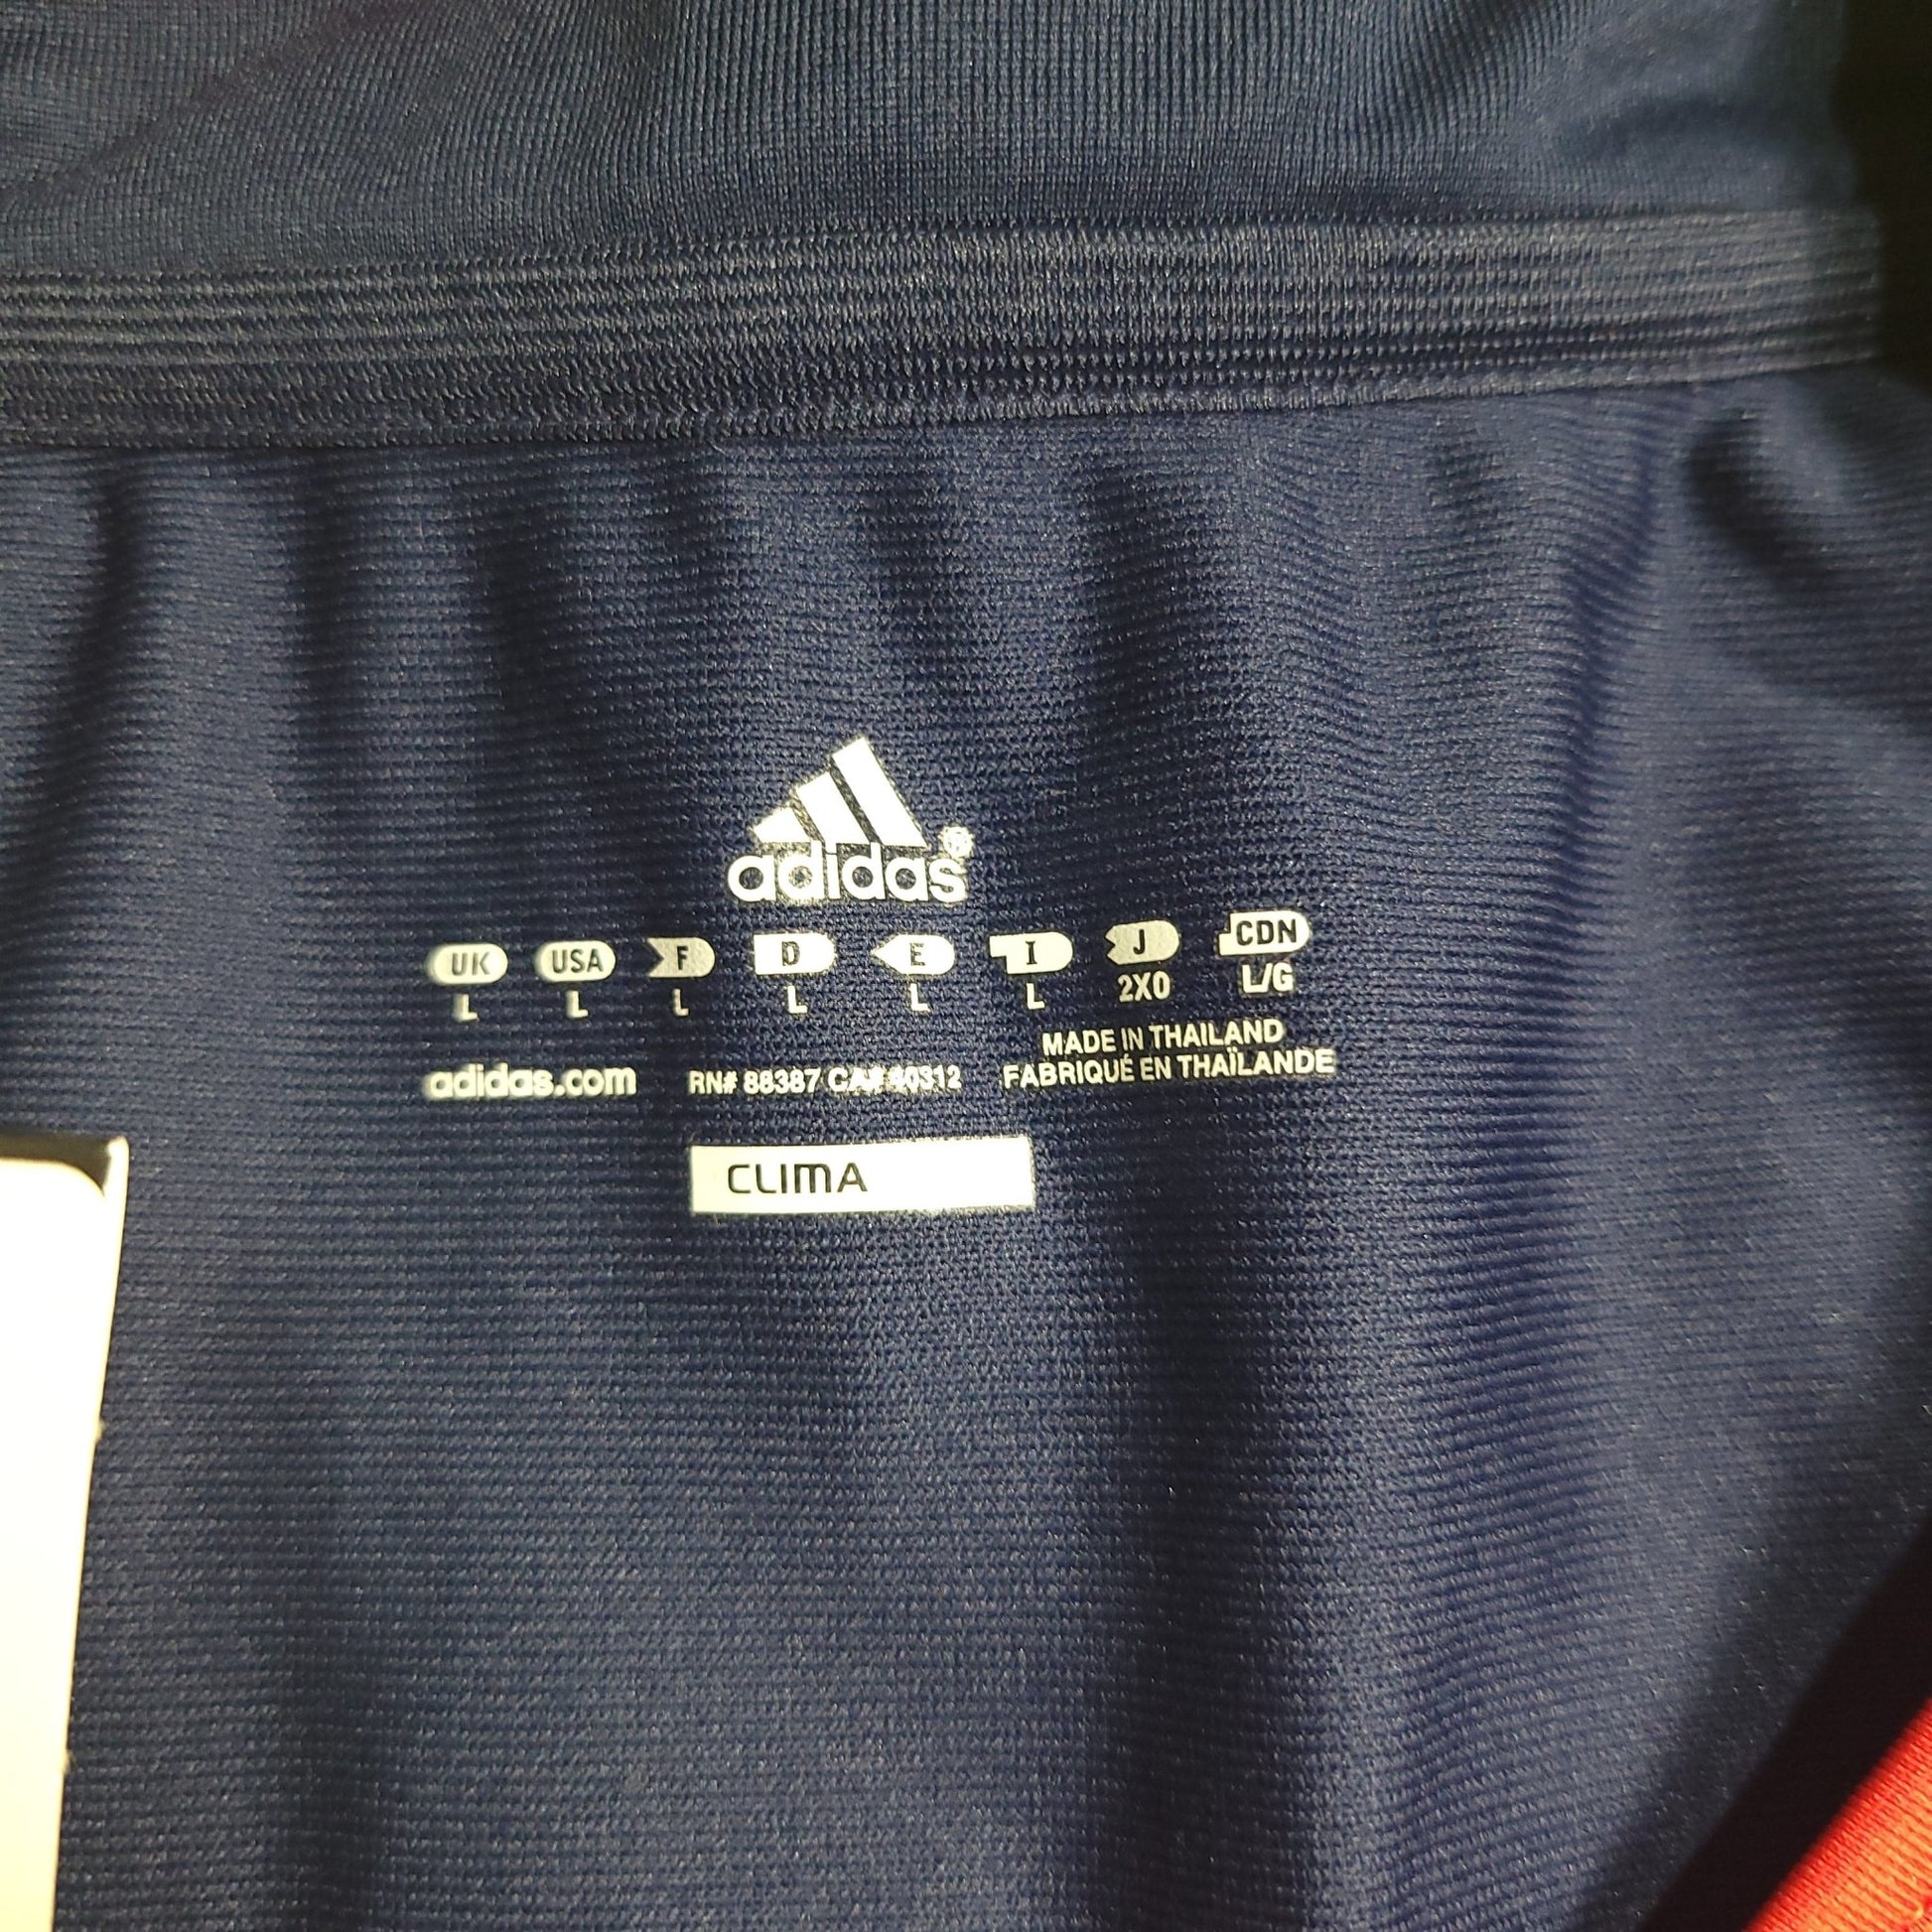 adidas®
UK USA F D E I J CDN
L L L L L L 2XO L/G
MADE IN THAILAND
adidas.com RN# 88387 CA# 40312 FABRIQUÉ EN THAÏLANDE
CLIMA